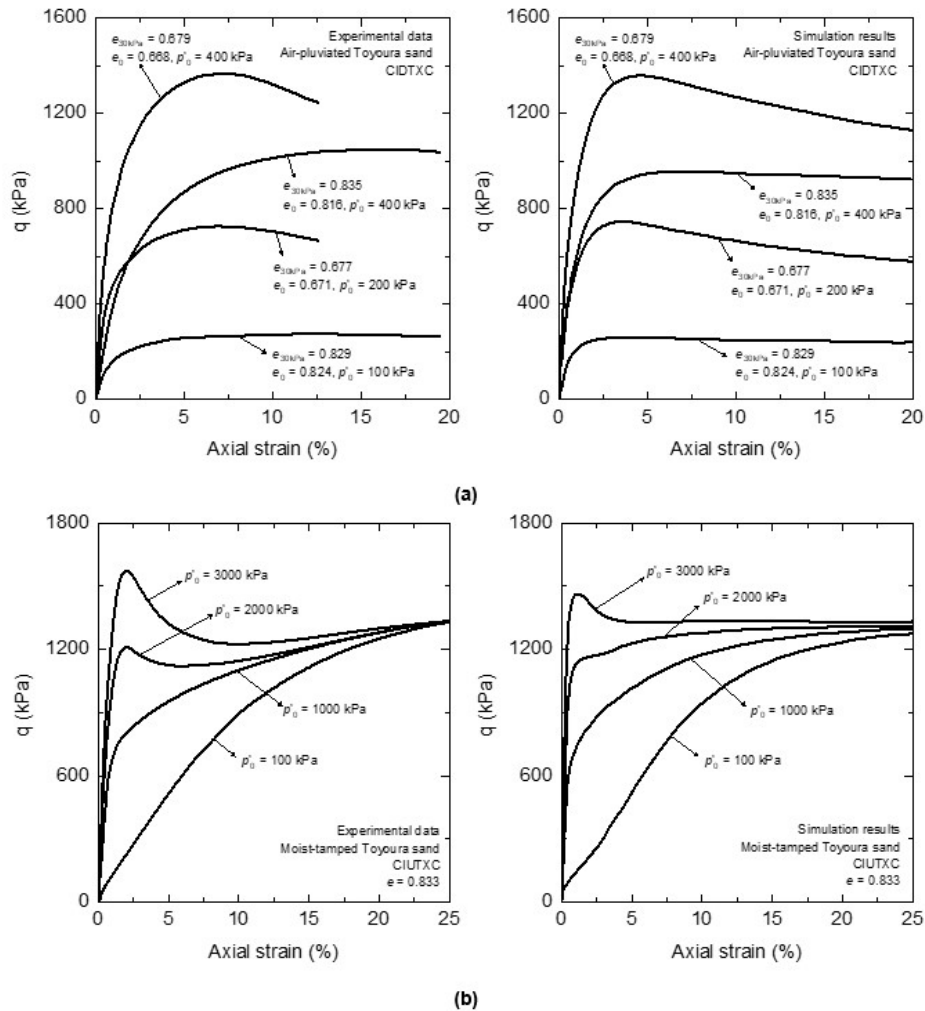 1600
1200
800
400
0
q (kPa)
e30kPa = 0.679
e0 = 0.668, p'0 = 400 kPa
Experimental data
Air-pluviated Toyoura sand
CIDTXC
e30kPa = 0.835
e0 = 0.816, p'0 = 400 kPa
e30kPa = 0.677
e0 = 0.671, p'0 = 200 kPa
e30kPa = 0.829
e0 = 0.824, p'0 = 100 kPa
0 5 10 15 20
Axial strain (%)
1600
1200
800
400
0
q (kPa)
e30kPa = 0.679
e0 = 0.668, p'0 = 400 kPa
Simulation results
Air-pluviated Toyoura sand
CIDTXC
e30kPa = 0.835
e0 = 0.816, p'0 = 400 kPa
e30kPa = 0.677
e0 = 0.671, p'0 = 200 kPa
e30kPa = 0.829
e0 = 0.824, p'0 = 100 kPa
0 5 10 15 20
Axial strain (%)
(a)
1800
1200
600
0
q (kPa)
p'0 = 3000 kPa
p'0 = 2000 kPa
p'0 = 1000 kPa
p'0 = 100 kPa
Experimental data
Moist-tamped Toyoura sand
CIUTXC
e = 0.833
0 5 10 15 20 25
Axial strain (%)
1800
1200
600
0
q (kPa)
p'0 = 3000 kPa
p'0 = 2000 kPa
p'0 = 1000 kPa
p'0 = 100 kPa
Simulation results
Moist-tamped Toyoura sand
CIUTXC
e = 0.833
0 5 10 15 20 25
Axial strain (%)
(b)